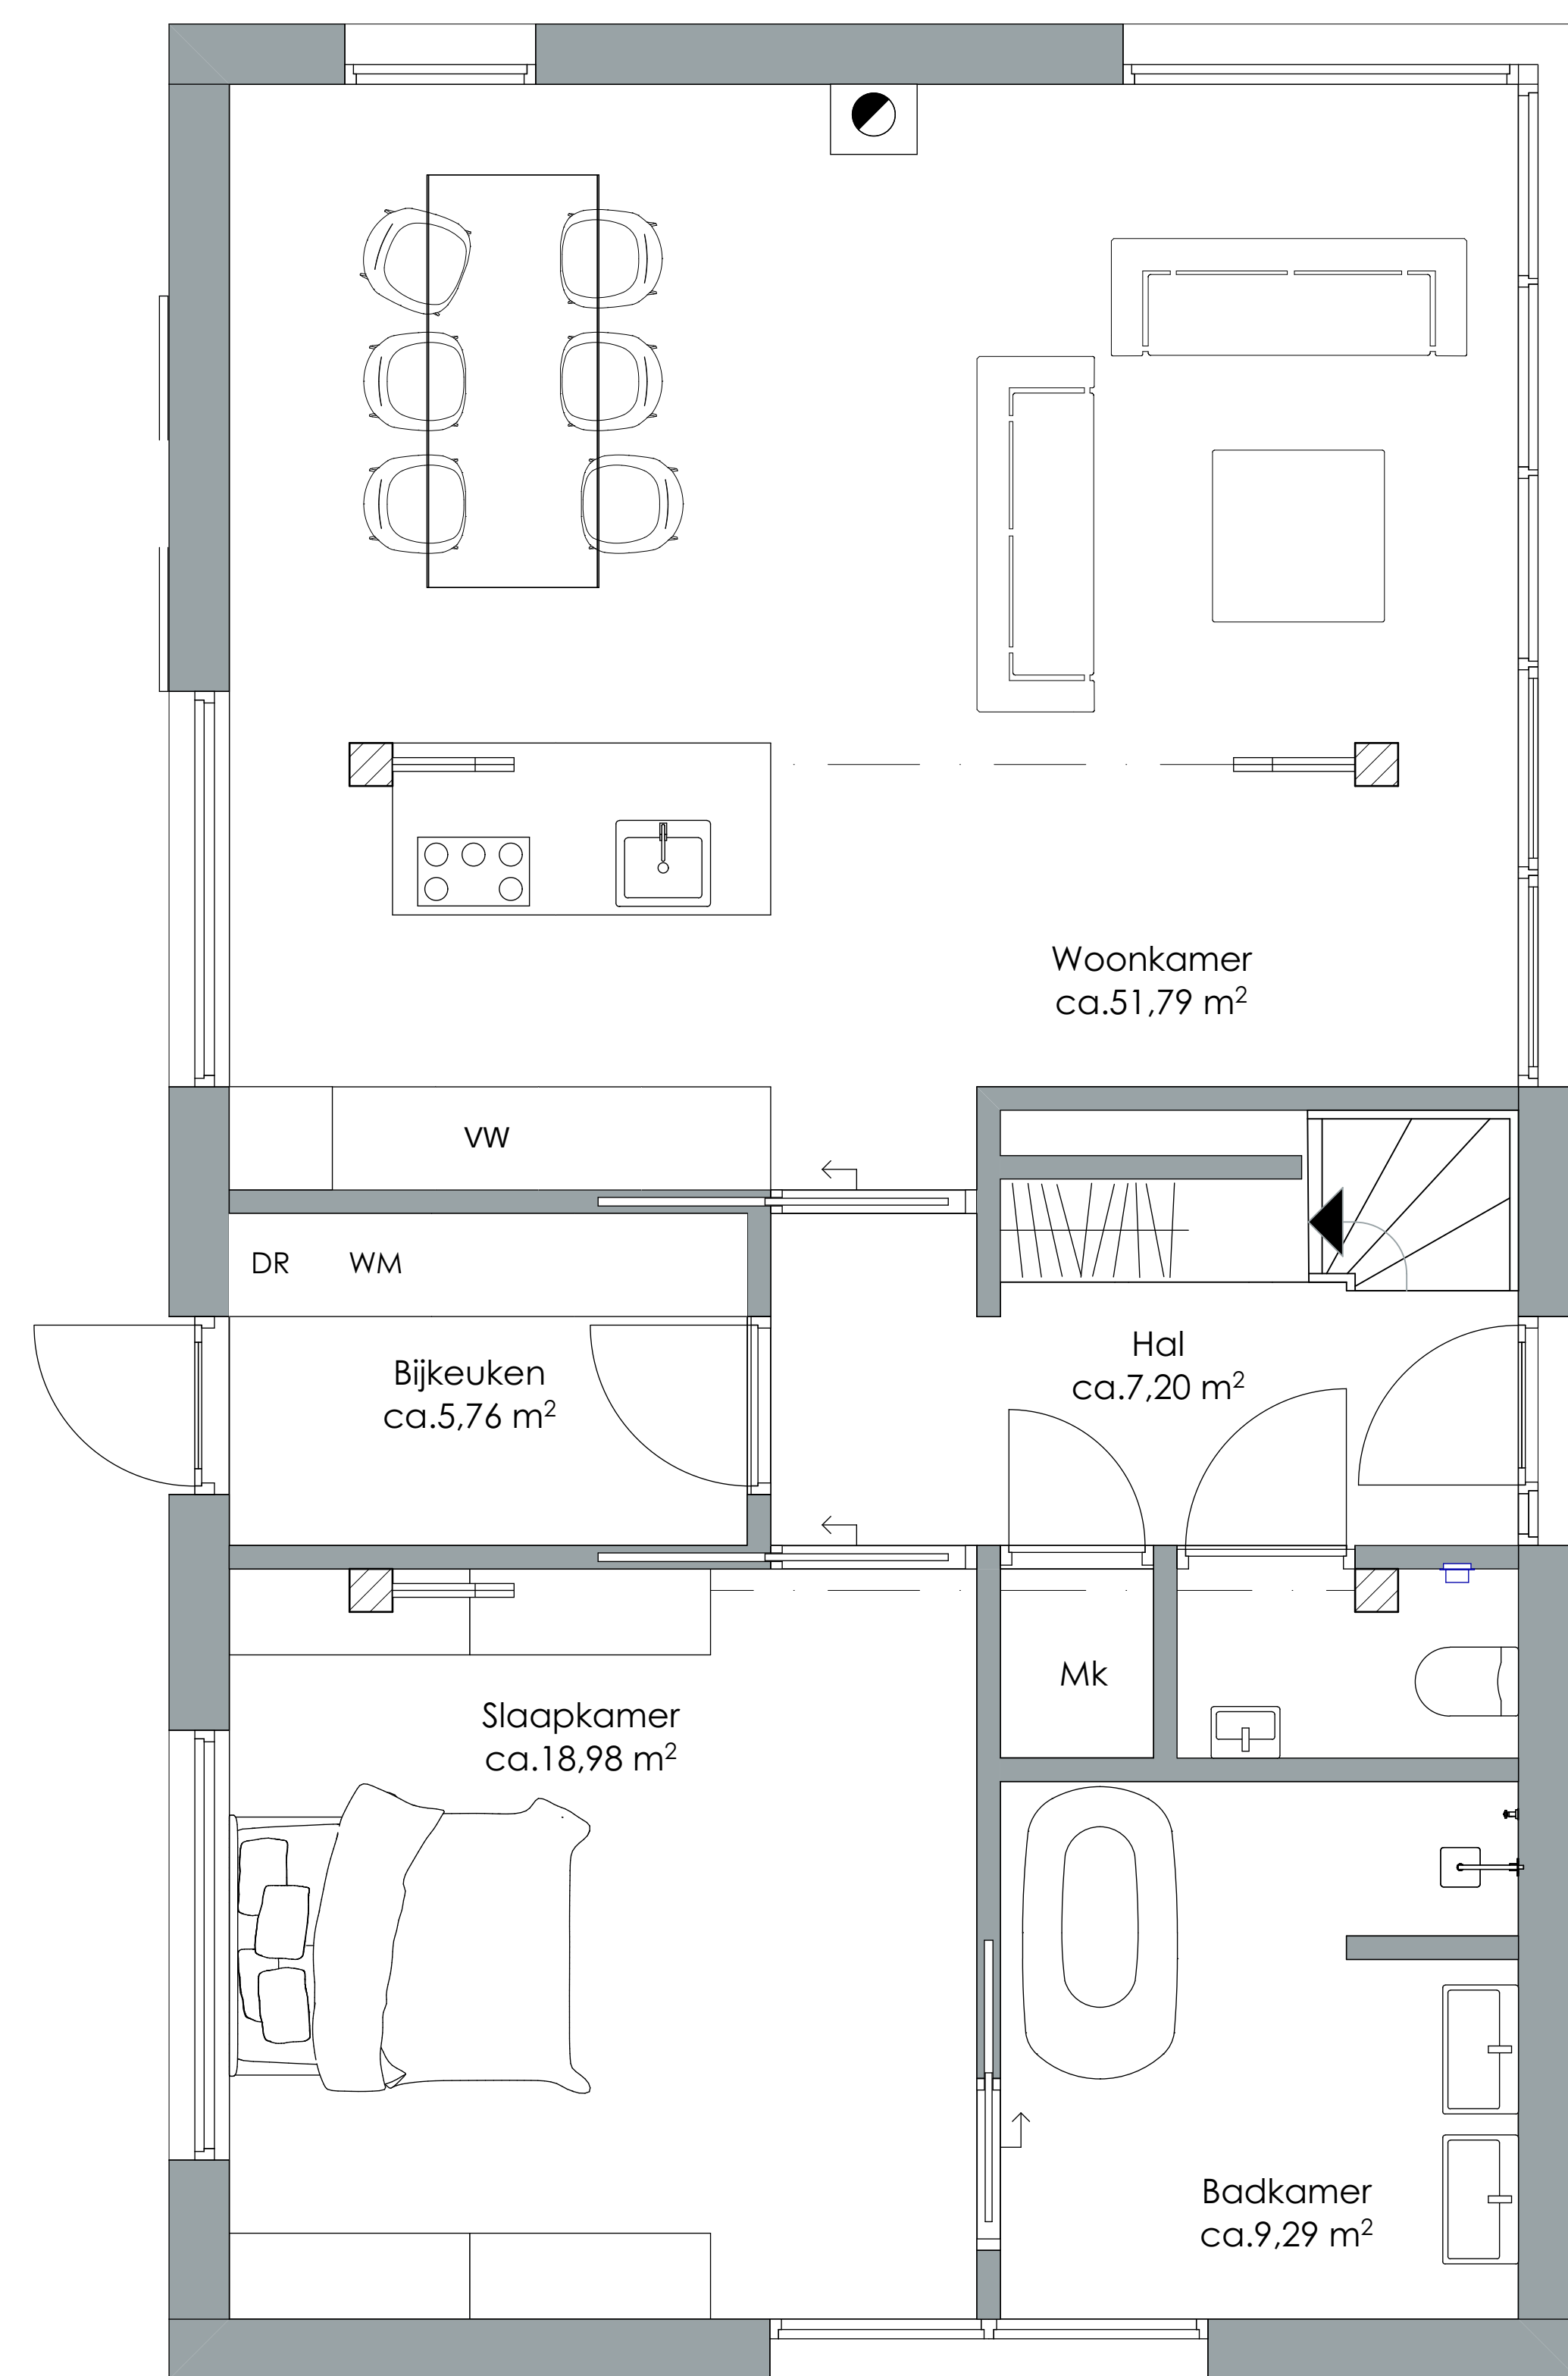 Woonkamer
ca.51,79 m²
VW
DR WM
Bijkeuken
ca.5,76 m²
Hal
ca.7,20 m²
Mk
Slaapkamer
ca.18,98 m²
Badkamer
ca.9,29 m²